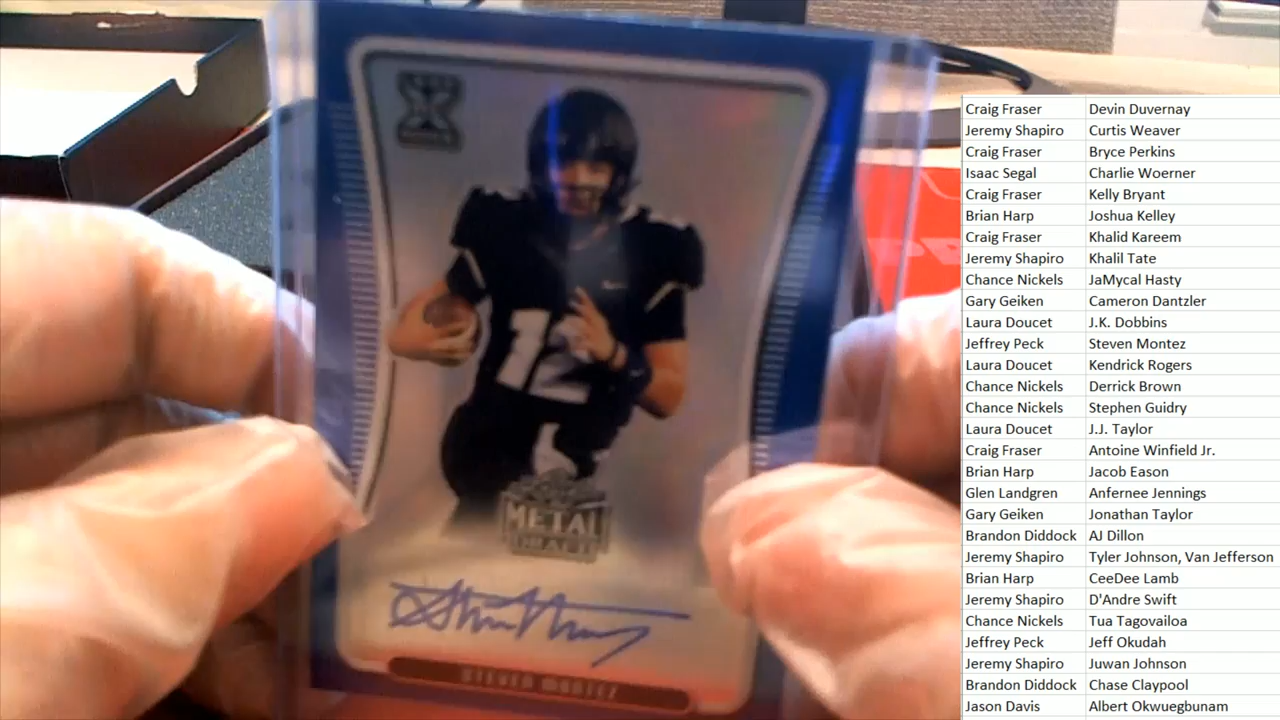 X
12
METAL
DRAFT
STEVEN MONTEZ
Craig Fraser Devin Duvernay
Jeremy Shapiro Curtis Weaver
Craig Fraser Bryce Perkins
Isaac Segal Charlie Woerner
Craig Fraser Kelly Bryant
Brian Harp Joshua Kelley
Craig Fraser Khalid Kareem
Jeremy Shapiro Khalil Tate
Chance Nickels JaMycal Hasty
Gary Geiken Cameron Dantzler
Laura Doucet J.K. Dobbins
Jeffrey Peck Steven Montez
Laura Doucet Kendrick Rogers
Chance Nickels Derrick Brown
Chance Nickels Stephen Guidry
Laura Doucet J.J. Taylor
Craig Fraser Antoine Winfield Jr.
Brian Harp Jacob Eason
Glen Landgren Anfernee Jennings
Gary Geiken Jonathan Taylor
Brandon Diddock AJ Dillon
Jeremy Shapiro Tyler Johnson, Van Jefferson
Brian Harp CeeDee Lamb
Jeremy Shapiro D'Andre Swift
Chance Nickels Tua Tagovailoa
Jeffrey Peck Jeff Okudah
Jeremy Shapiro Juwan Johnson
Brandon Diddock Chase Claypool
Jason Davis Albert Okwuegbunam